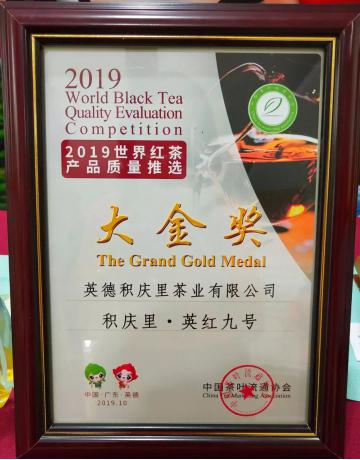 2019
World Black Tea
Quality Evaluation
Competition
2019世界红茶
产品质量推选
大金奖
The Grand Gold Medal
英德积庆里茶业有限公司
积庆里·英红九号
中国·广东·英德
2019.10
中国茶叶流通协会
China Tea Marketing Association